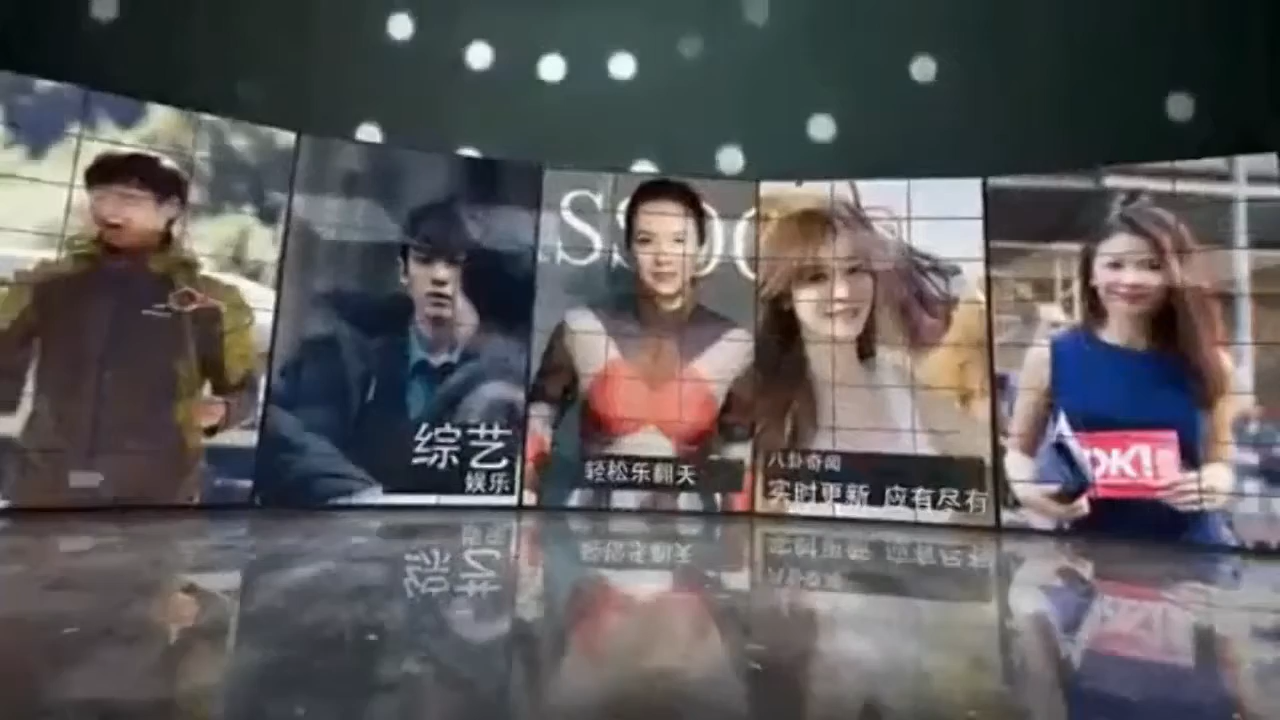 综艺
娱乐
轻松乐翻天
八卦奇闻
实时更新 应有尽有
OK!